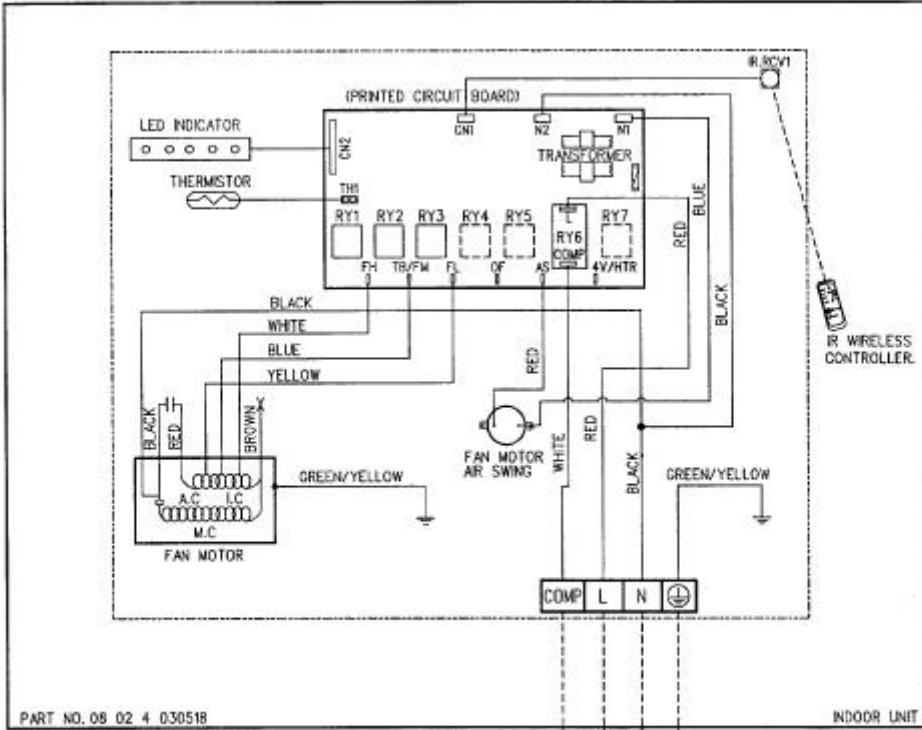 IR.RCV1
(PRINTED CIRCUIT BOARD)
LED INDICATOR
CN2
CN1
N2
N1
TRANSFORMER
THERMISTOR
TH1
RY1
RY2
RY3
RY4
RY5
L
RY6
COMP
RY7
FH
TB/FM
FL
OF
AS
4V/HTR
RED
BLUE
BLACK
IR WIRELESS
CONTROLLER.
BLACK
WHITE
BLUE
YELLOW
BLACK
RED
BROWN
RED
FAN MOTOR
AIR SWING
WHITE
RED
BLACK
GREEN/YELLOW
GREEN/YELLOW
A.C
I.C
M.C
FAN MOTOR
COMP
L
N
PART NO. 08 02 4 030518
INDOOR UNIT